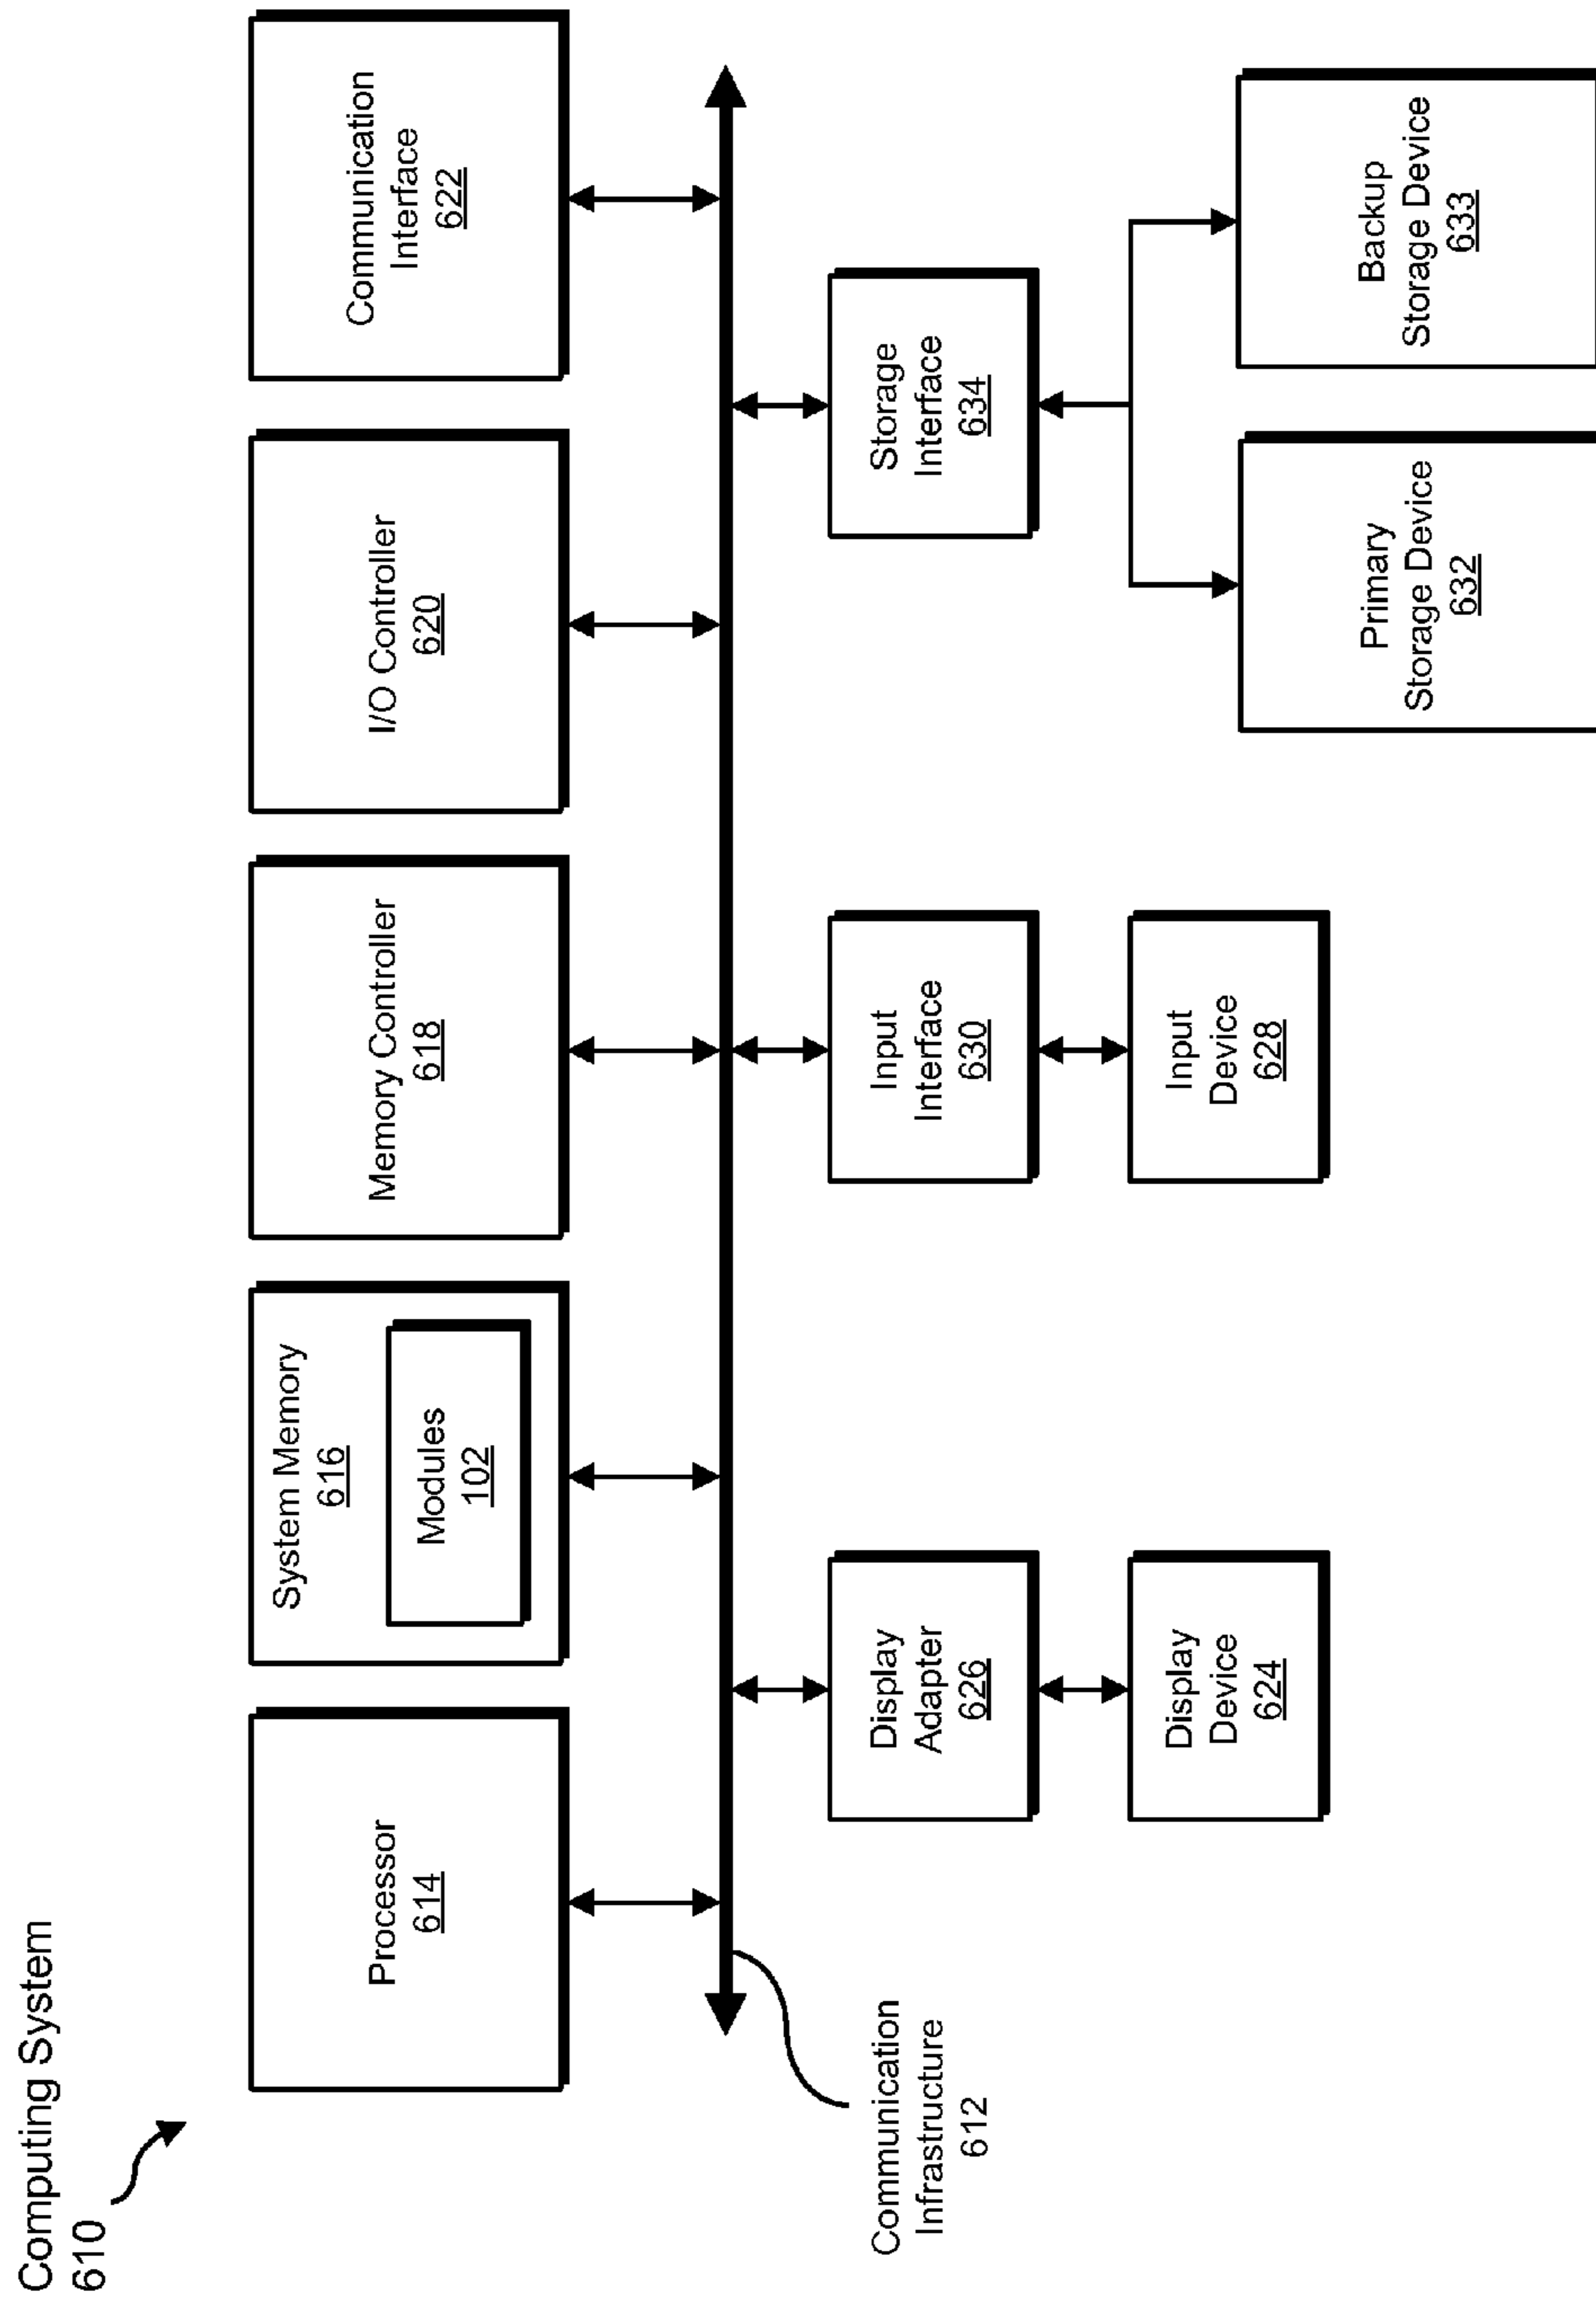 Computing System
610
Processor
614
System Memory
616
Modules
102
Memory Controller
618
I/O Controller
620
Communication
Interface
622
Communication
Infrastructure
612
Display
Adapter
626
Input
Interface
630
Storage
Interface
634
Display
Device
624
Input
Device
628
Primary
Storage Device
632
Backup
Storage Device
633